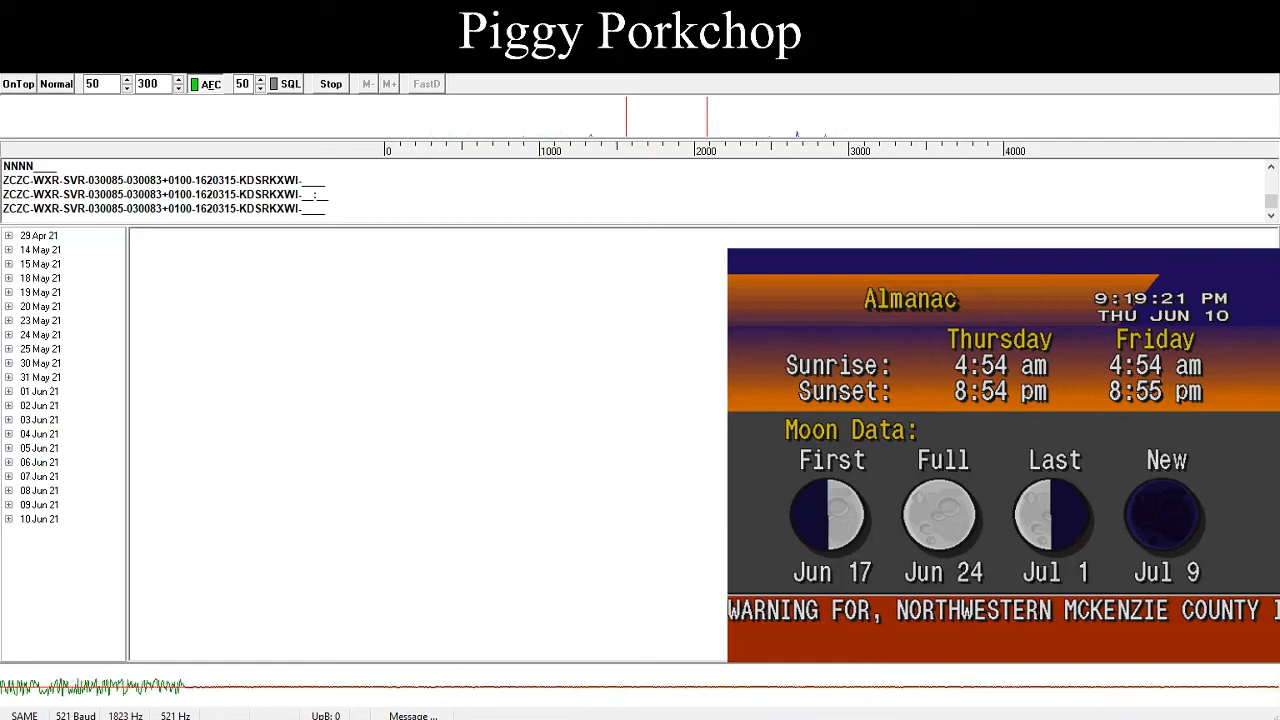 Piggy Porkchop
OnTop Normal 50 300 AFC 50 SQL Stop M- M+ FastD
0 1000 2000 3000 4000
NNNN____
ZCZC-WXR-SVR-030085-030083+0100-1620315-KDSRKXWI-____
ZCZC-WXR-SVR-030085-030083+0100-1620315-KDSRKXWI-__:__
ZCZC-WXR-SVR-030085-030083+0100-1620315-KDSRKXWI-____
29 Apr 21
14 May 21
15 May 21
18 May 21
19 May 21
20 May 21
23 May 21
24 May 21
25 May 21
30 May 21
31 May 21
01 Jun 21
02 Jun 21
03 Jun 21
04 Jun 21
05 Jun 21
06 Jun 21
07 Jun 21
08 Jun 21
09 Jun 21
10 Jun 21
Almanac 9:19:21 PM
THU JUN 10
Thursday Friday
Sunrise: 4:54 am 4:54 am
Sunset: 8:54 pm 8:55 pm
Moon Data:
First Full Last New
Jun 17 Jun 24 Jul 1 Jul 9
WARNING FOR, NORTHWESTERN MCKENZIE COUNTY
SAME 521 Baud 1823 Hz 521 Hz UpB: 0 Message ...